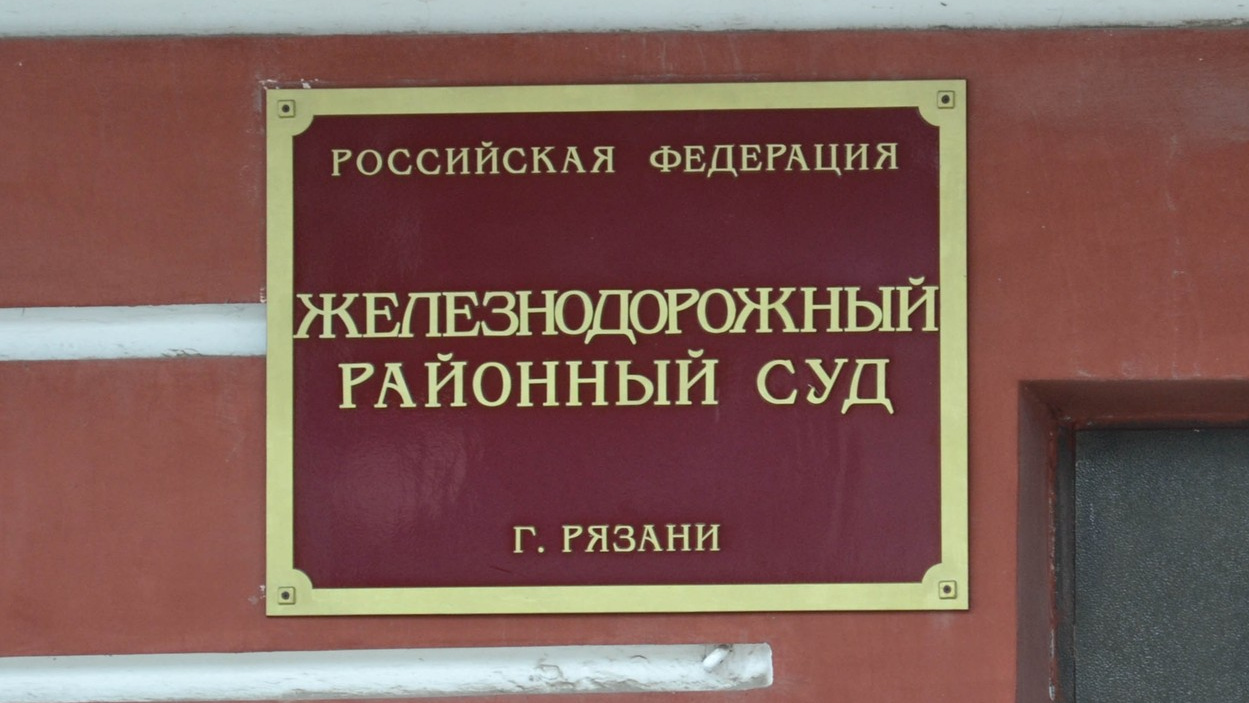 РОССИЙСКАЯ ФЕДЕРАЦИЯ
ЖЕЛЕЗНОДОРОЖНЫЙ
РАЙОННЫЙ СУД
Г. РЯЗАНИ